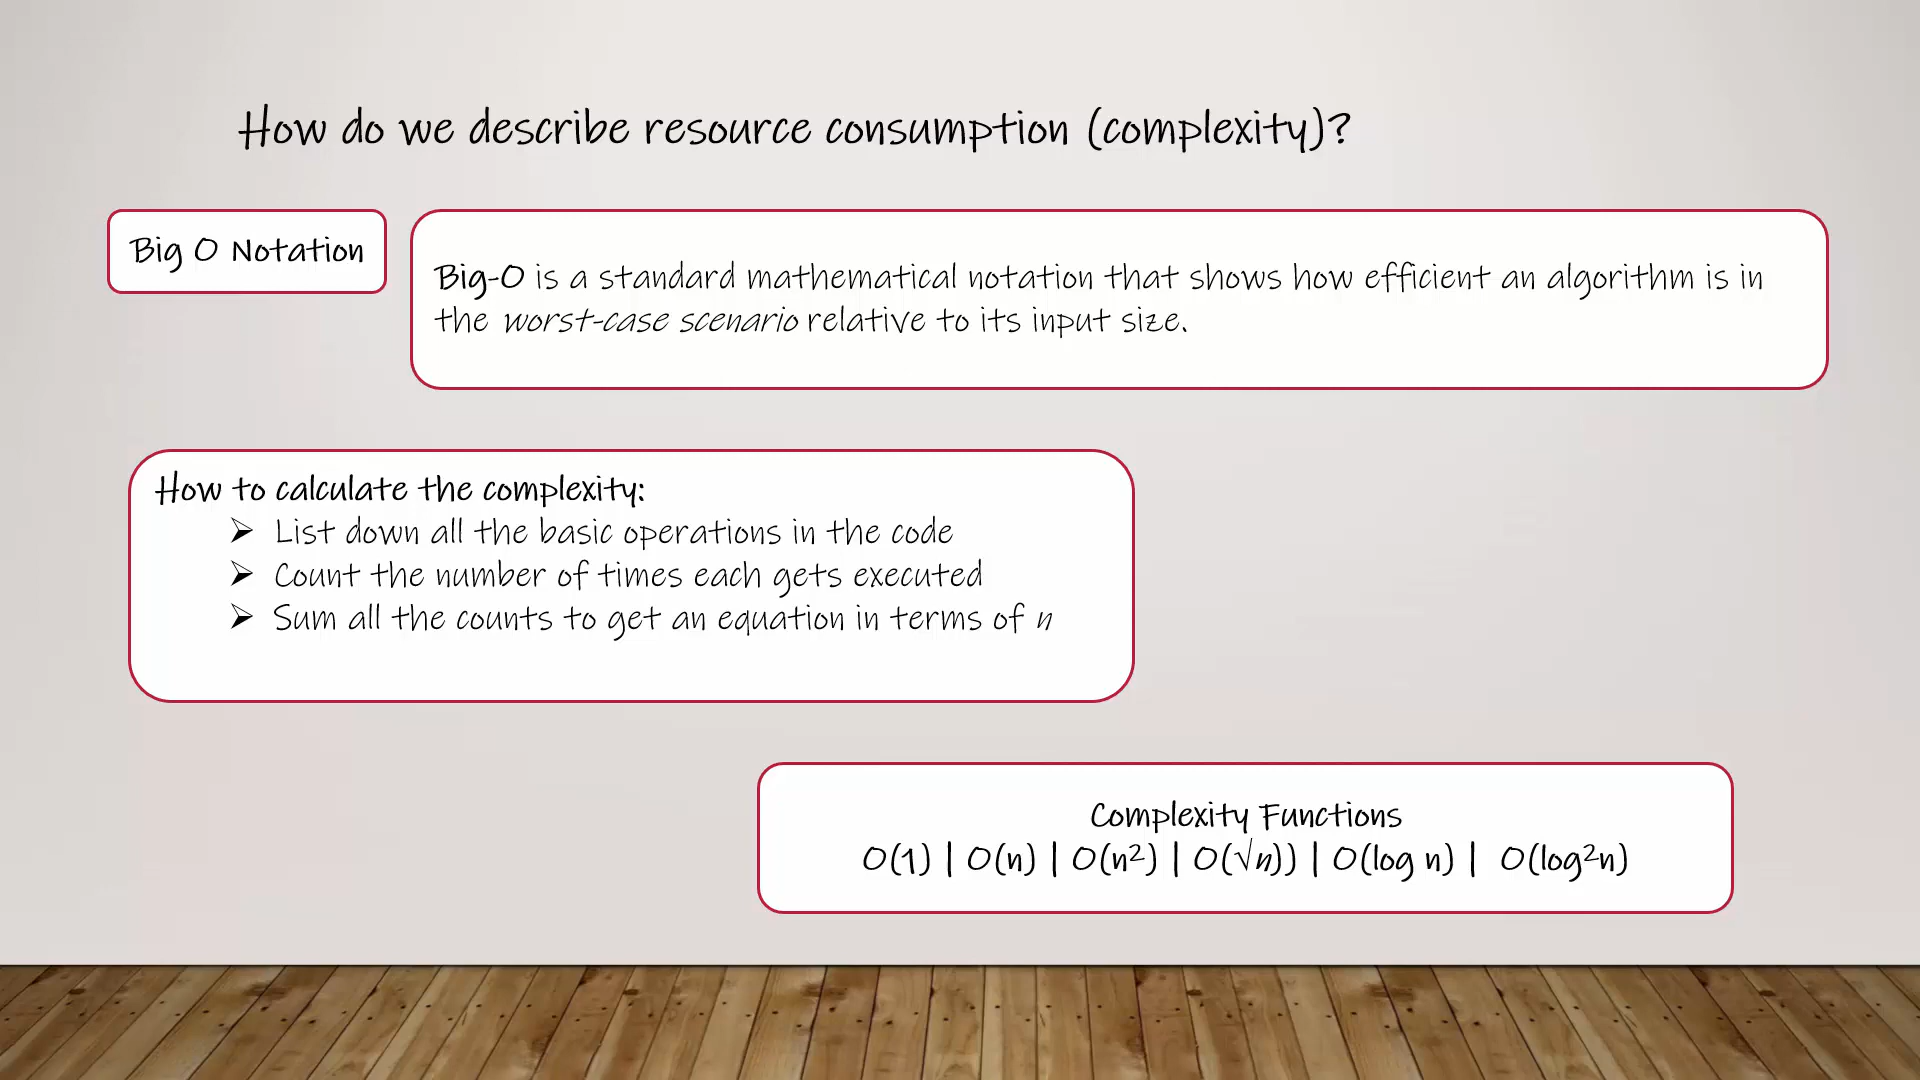 How do we describe resource consumption (complexity)?
Big O Notation
Big-O is a standard mathematical notation that shows how efficient an algorithm is in
the worst-case scenario relative to its input size.
How to calculate the complexity:
➢ List down all the basic operations in the code
➢ Count the number of times each gets executed
➢ Sum all the counts to get an equation in terms of n
Complexity Functions
O(1) | O(n) | O(n²) | O(√n)) | O(log n) | O(log²n)